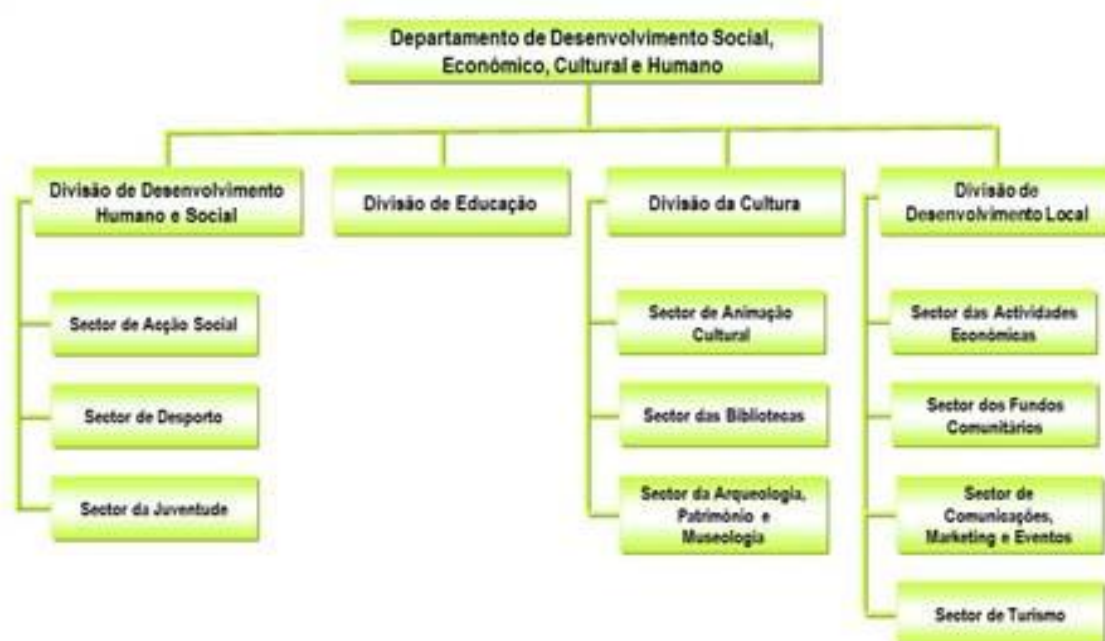 Departamento de Desenvolvimento Social,
Económico, Cultural e Humano
Divisão de Desenvolvimento
Humano e Social
Divisão de Educação
Divisão da Cultura
Divisão de
Desenvolvimento Local
Sector de Acção Social
Sector de Desporto
Sector da Juventude
Sector de Animação
Cultural
Sector das Bibliotecas
Sector da Arqueologia,
Património e
Museologia
Sector das Actividades
Económicas
Sector dos Fundos
Comunitários
Sector de
Comunicações,
Marketing e Eventos
Sector de Turismo